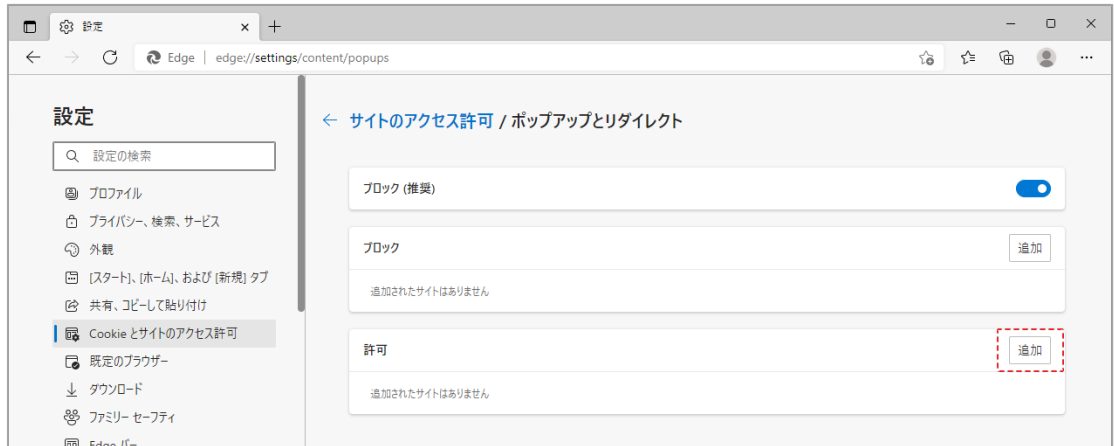 設定
Edge | edge://settings/content/popups
設定
設定の検索
プロファイル
プライバシー、検索、サービス
外観
[スタート]、[ホーム]、および [新規] タブ
共有、コピーして貼り付け
Cookie とサイトのアクセス許可
既定のブラウザー
ダウンロード
ファミリー セーフティ
Edge バー
サイトのアクセス許可 / ポップアップとリダイレクト
ブロック (推奨)
ブロック
追加
追加されたサイトはありません
許可
追加
追加されたサイトはありません